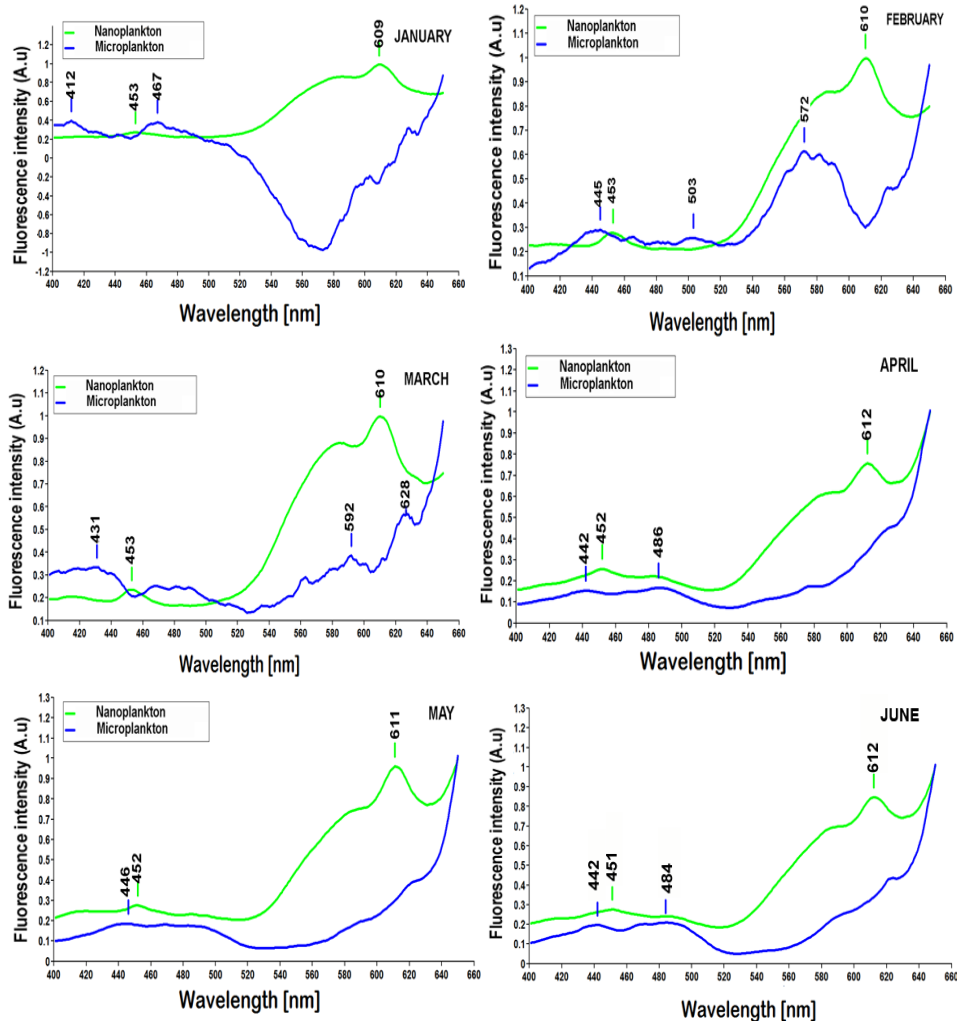 JANUARY
Nanoplankton
Microplankton
Fluorescence intensity (A.u)
1.2
1
0.8
0.6
0.4
0.2
0
-0.2
-0.4
-0.6
-0.8
-1
-1.2
412
453
467
609
400 420 440 460 480 500 520 540 560 580 600 620 640 660
Wavelength [nm]
FEBRUARY
Nanoplankton
Microplankton
Fluorescence intensity (A.u)
1.1
1
0.9
0.8
0.7
0.6
0.5
0.4
0.3
0.2
0.1
445
453
503
572
610
400 420 440 460 480 500 520 540 560 580 600 620 640 660
Wavelength [nm]
MARCH
Nanoplankton
Microplankton
Fluorescence intensity (A.u)
1.3
1.2
1.1
1
0.9
0.8
0.7
0.6
0.5
0.4
0.3
0.2
0.1
431
453
592
610
628
400 420 440 460 480 500 520 540 560 580 600 620 640 660
Wavelength [nm]
APRIL
Nanoplankton
Microplankton
Fluorescence intensity (A.u)
1.3
1.2
1.1
1
0.9
0.8
0.7
0.6
0.5
0.4
0.3
0.2
0.1
0
442
452
486
612
400 420 440 460 480 500 520 540 560 580 600 620 640 660
Wavelength [nm]
MAY
Nanoplankton
Microplankton
Fluorescence intensity (A.u)
1.3
1.2
1.1
1
0.9
0.8
0.7
0.6
0.5
0.4
0.3
0.2
0.1
0
446
452
611
400 420 440 460 480 500 520 540 560 580 600 620 640 660
Wavelength [nm]
JUNE
Nanoplankton
Microplankton
Fluorescence intensity (A.u)
1.3
1.2
1.1
1
0.9
0.8
0.7
0.6
0.5
0.4
0.3
0.2
0.1
0
442
451
484
612
400 420 440 460 480 500 520 540 560 580 600 620 640 660
Wavelength [nm]